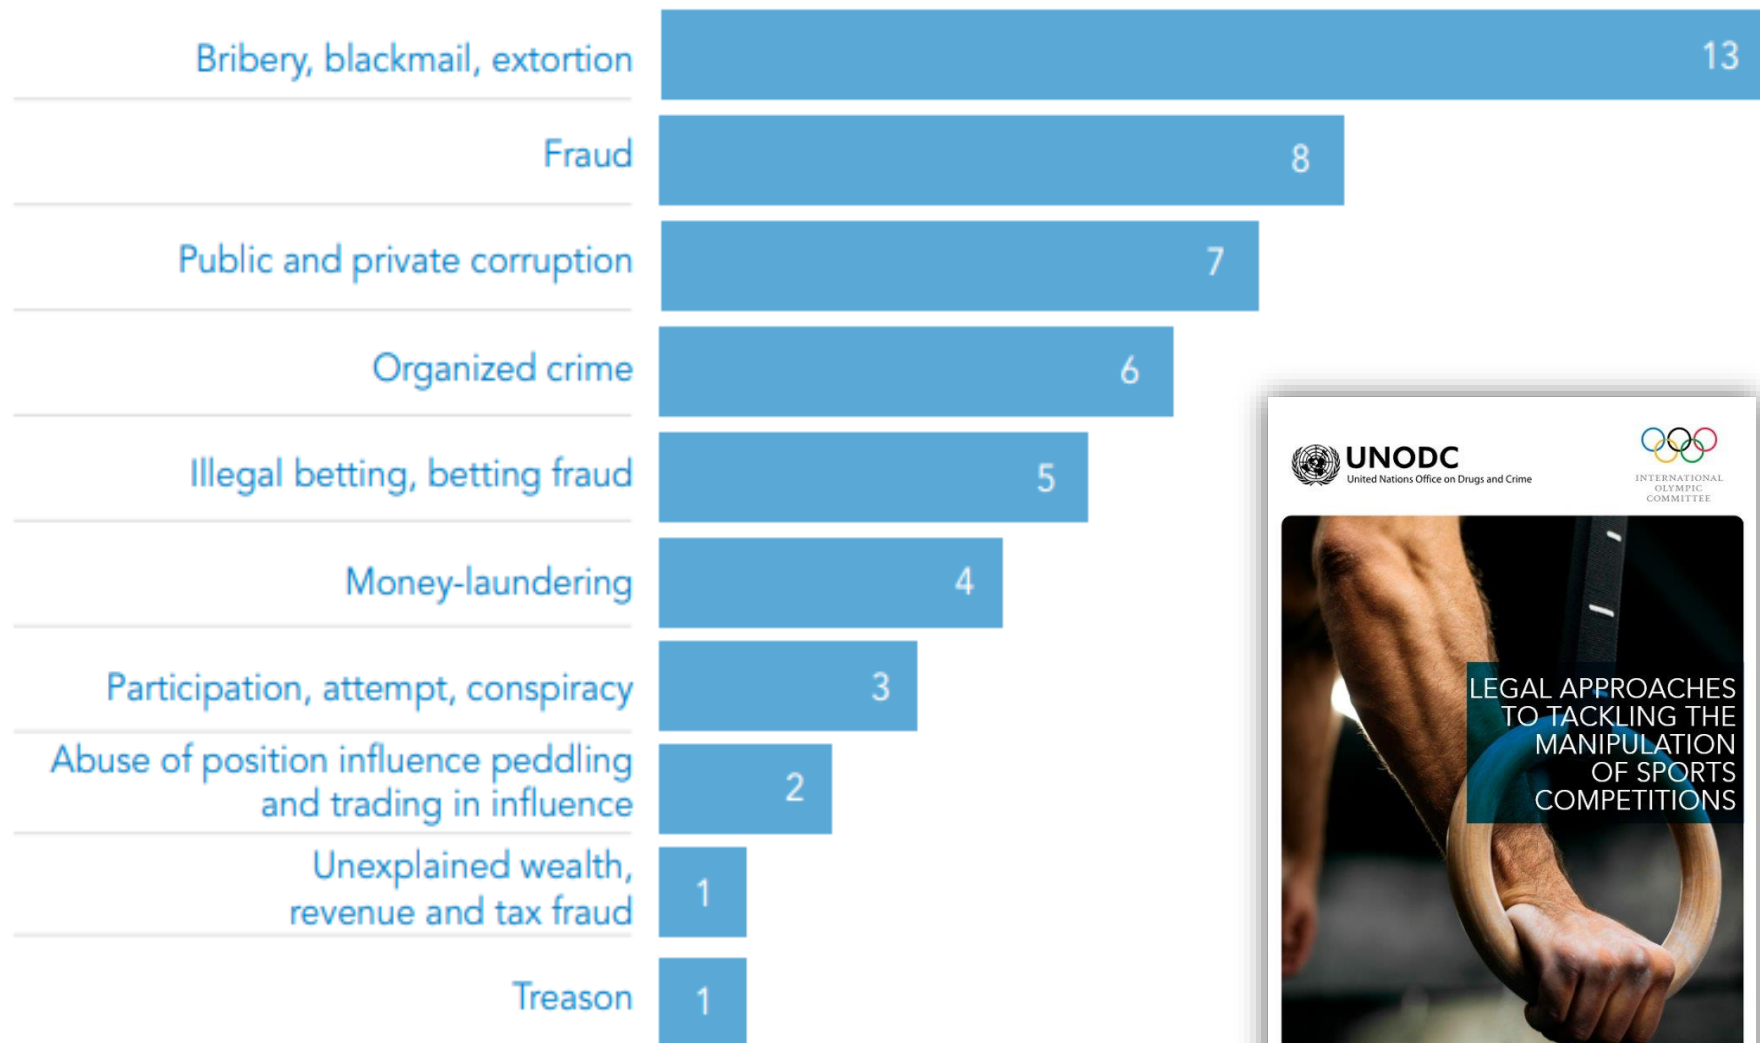 Bribery, blackmail, extortion
13
Fraud
8
Public and private corruption
7
Organized crime
6
Illegal betting, betting fraud
5
Money-laundering
4
Participation, attempt, conspiracy
3
Abuse of position influence peddling
and trading in influence
2
Unexplained wealth,
revenue and tax fraud
1
Treason
1
UNODC
United Nations Office on Drugs and Crime
INTERNATIONAL
OLYMPIC
COMMITTEE
LEGAL APPROACHES
TO TACKLING THE
MANIPULATION
OF SPORTS
COMPETITIONS